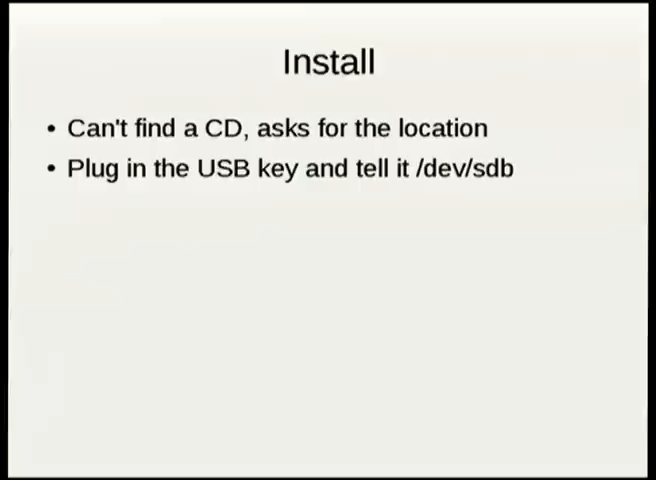 Install
• Can't find a CD, asks for the location
• Plug in the USB key and tell it /dev/sdb